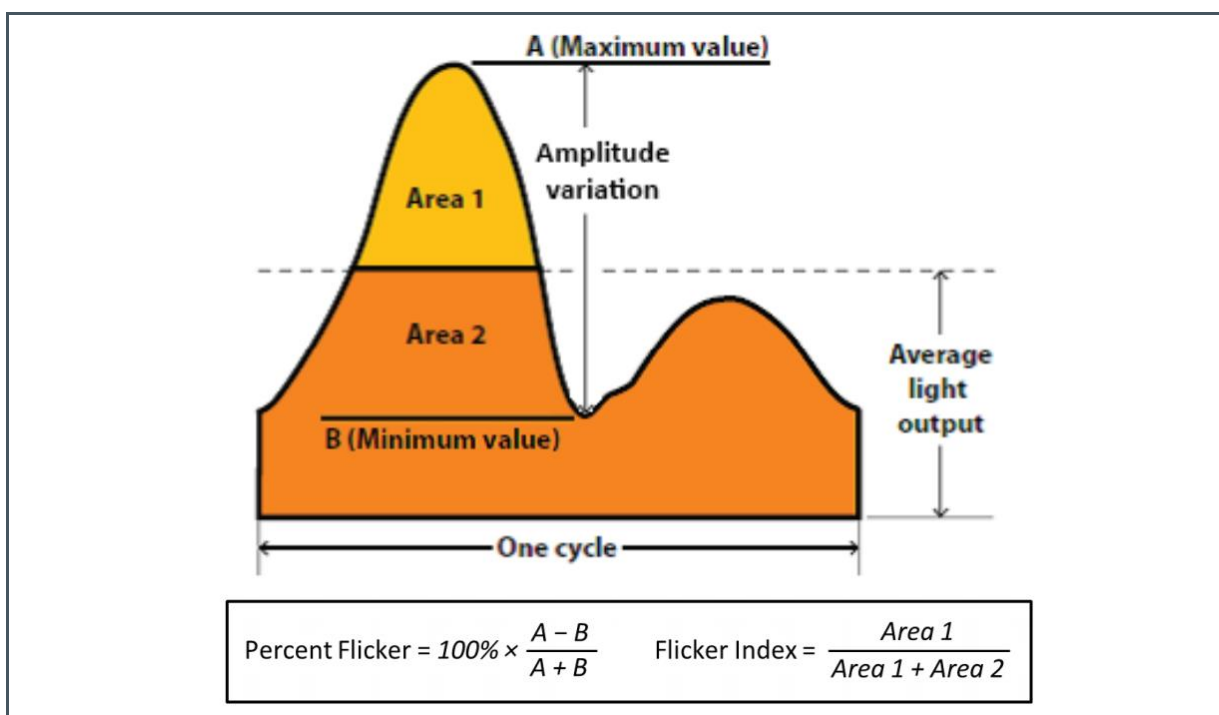 A (Maximum value)
Amplitude
variation
Area 1
Area 2
B (Minimum value)
Average
light
output
One cycle
Percent Flicker = 100% × (A − B) / (A + B)
Flicker Index = Area 1 / (Area 1 + Area 2)